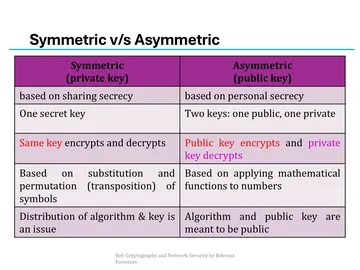 Symmetric v/s Asymmetric
Symmetric
(private key)
Asymmetric
(public key)
based on sharing secrecy
based on personal secrecy
One secret key
Two keys: one public, one private
Same key encrypts and decrypts
Public key encrypts and private
key decrypts
Based on substitution and
permutation (transposition) of
symbols
Based on applying mathematical
functions to numbers
Distribution of algorithm & key is
an issue
Algorithm and public key are
meant to be public
Ref: Cryptography and Network Security by Behrouz
Forouzan